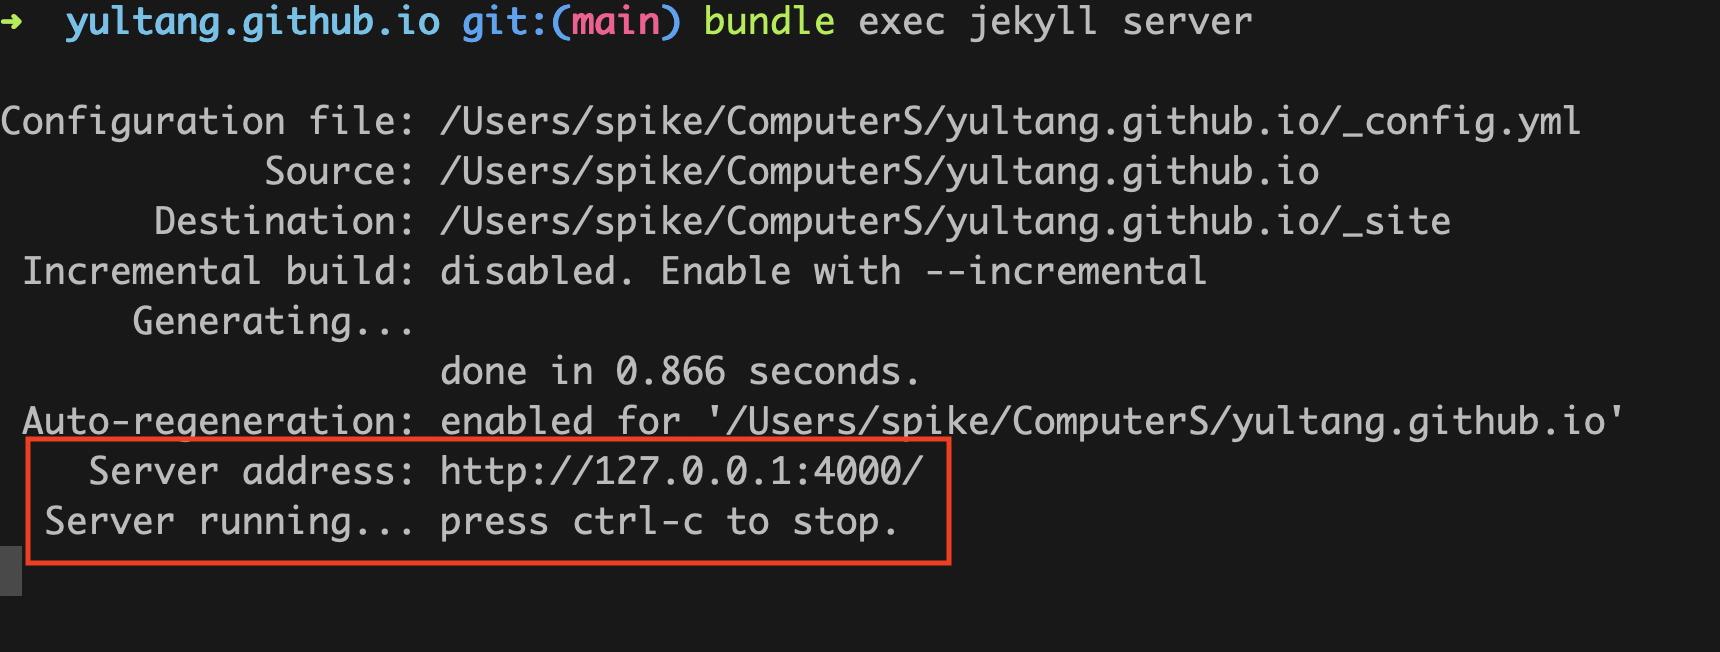 ➜  yultang.github.io git:(main) bundle exec jekyll server
Configuration file: /Users/spike/ComputerS/yultang.github.io/_config.yml
Source: /Users/spike/ComputerS/yultang.github.io
Destination: /Users/spike/ComputerS/yultang.github.io/_site
Incremental build: disabled. Enable with --incremental
Generating...
done in 0.866 seconds.
Auto-regeneration: enabled for '/Users/spike/ComputerS/yultang.github.io'
Server address: http://127.0.0.1:4000/
Server running... press ctrl-c to stop.